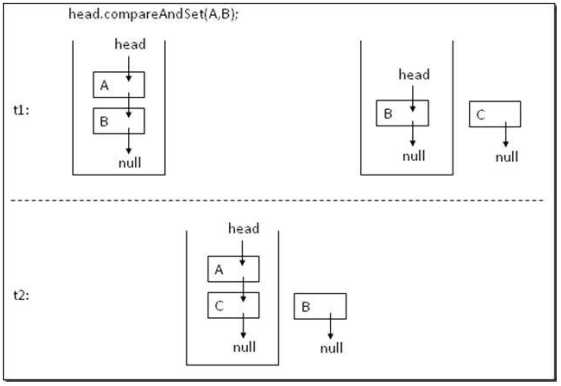 head.compareAndSet(A,B);
t1:
head
A
B
null
head
B
null
C
null
t2:
head
A
C
null
B
null